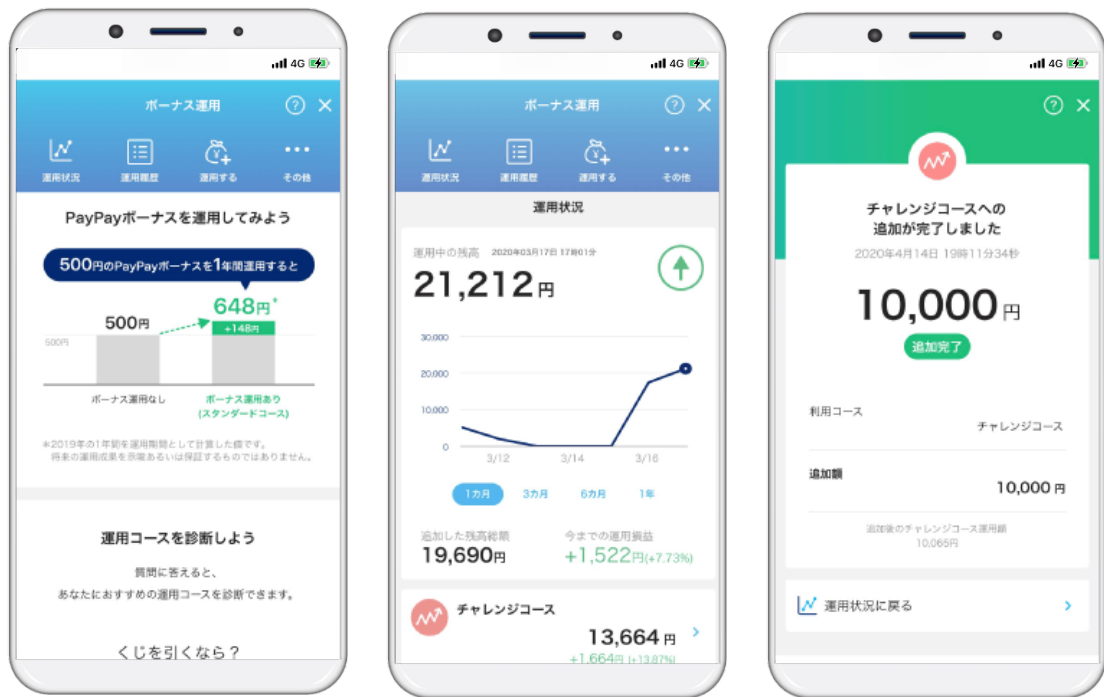 4G
ボーナス運用
?
×
運用状況
運用履歴
運用する
その他
PayPayボーナスを運用してみよう
500円のPayPayボーナスを1年間運用すると
648円*
500円
+148円
500円
ボーナス運用なし
ボーナス運用あり
(スタンダードコース)
*2019年の1年間を運用期間として計算した値です。
将来の運用成果を示唆あるいは保証するものではありません。
運用コースを診断しよう
質問に答えると、
あなたにおすすめの運用コースを診断できます。
くじを引くなら?
4G
ボーナス運用
?
×
運用状況
運用履歴
運用する
その他
運用状況
運用中の残高 2020年03月17日 17時01分
21,212円
30,000
20,000
10,000
0
3/12 3/14 3/16
1カ月 3カ月 6カ月 1年
追加した残高総額 今までの運用損益
19,690円 +1,522円(+7.73%)
チャレンジコース
13,664円
+1,664円 (+13.87%)
4G
?
×
チャレンジコースへの
追加が完了しました
2020年4月14日 19時11分34秒
10,000円
追加完了
利用コース
チャレンジコース
追加額
10,000 円
追加後のチャレンジコース運用額
10,065円
運用状況に戻る